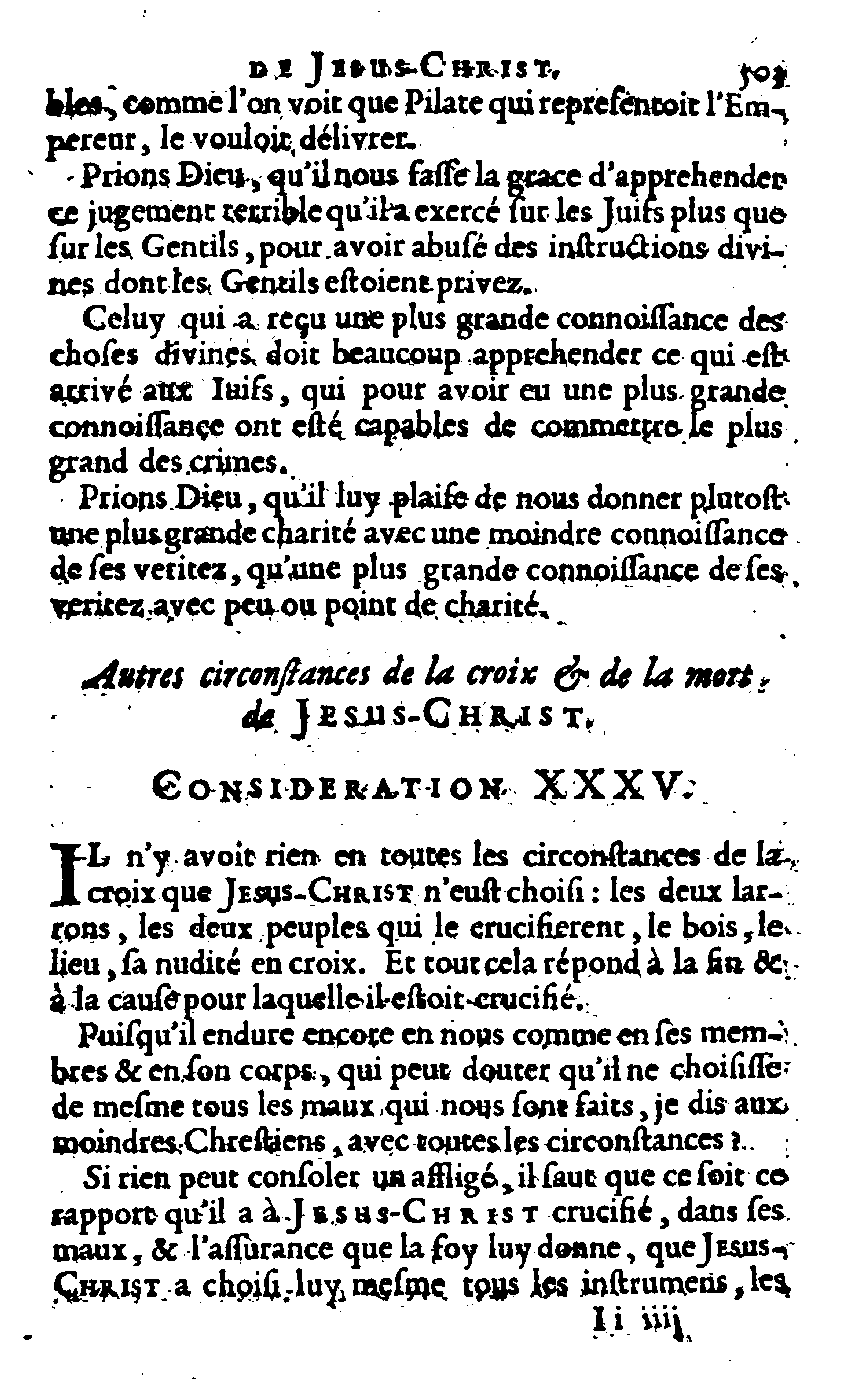 DE JESUS-CHRIST. 503
bles, comme l'on voit que Pilate qui repreſentoit l'Em-
pereur, le vouloit délivrer.
Prions Dieu, qu'il nous faſſe la grace d'apprehender
ce jugement terrible qu'il a exercé ſur les Juifs plus que
ſur les Gentils, pour avoir abuſé des inſtructions divi-
nes dont les Gentils eſtoient privez.
Celuy qui a reçu une plus grande connoiſſance des
choſes divines doit beaucoup apprehender ce qui eſt
arrivé aux Iuifs, qui pour avoir eu une plus grande
connoiſſance ont eſté capables de commettre le plus
grand des crimes.
Prions Dieu, qu'il luy plaiſe de nous donner plutoſt
une plus grande charité avec une moindre connoiſſance
de ſes veritez, qu'une plus grande connoiſſance de ſes
veritez avec peu ou point de charité.
Autres circonſtances de la croix & de la mort
de JESUS-CHRIST.
CONSIDERATION XXXV.
IL n'y avoit rien en toutes les circonſtances de la
croix que JESUS-CHRIST n'euſt choiſi : les deux lar-
rons, les deux peuples qui le crucifierent, le bois, le
lieu, ſa nudité en croix. Et tout cela répond à la fin &
à la cauſe pour laquelle il eſtoit crucifié.
Puiſqu'il endure encore en nous comme en ſes mem-
bres & en ſon corps, qui peut douter qu'il ne choiſiſſe
de meſme tous les maux qui nous ſont faits, je dis aux
moindres Chreſtiens, avec toutes les circonſtances ?
Si rien peut conſoler un affligé, il faut que ce ſoit ce
rapport qu'il a à JESUS-CHRIST crucifié, dans ſes
maux, & l'aſſurance que la foy luy donne, que JESUS-
CHRIST a choiſi luy meſme tous les inſtrumens, les
Ii iiij